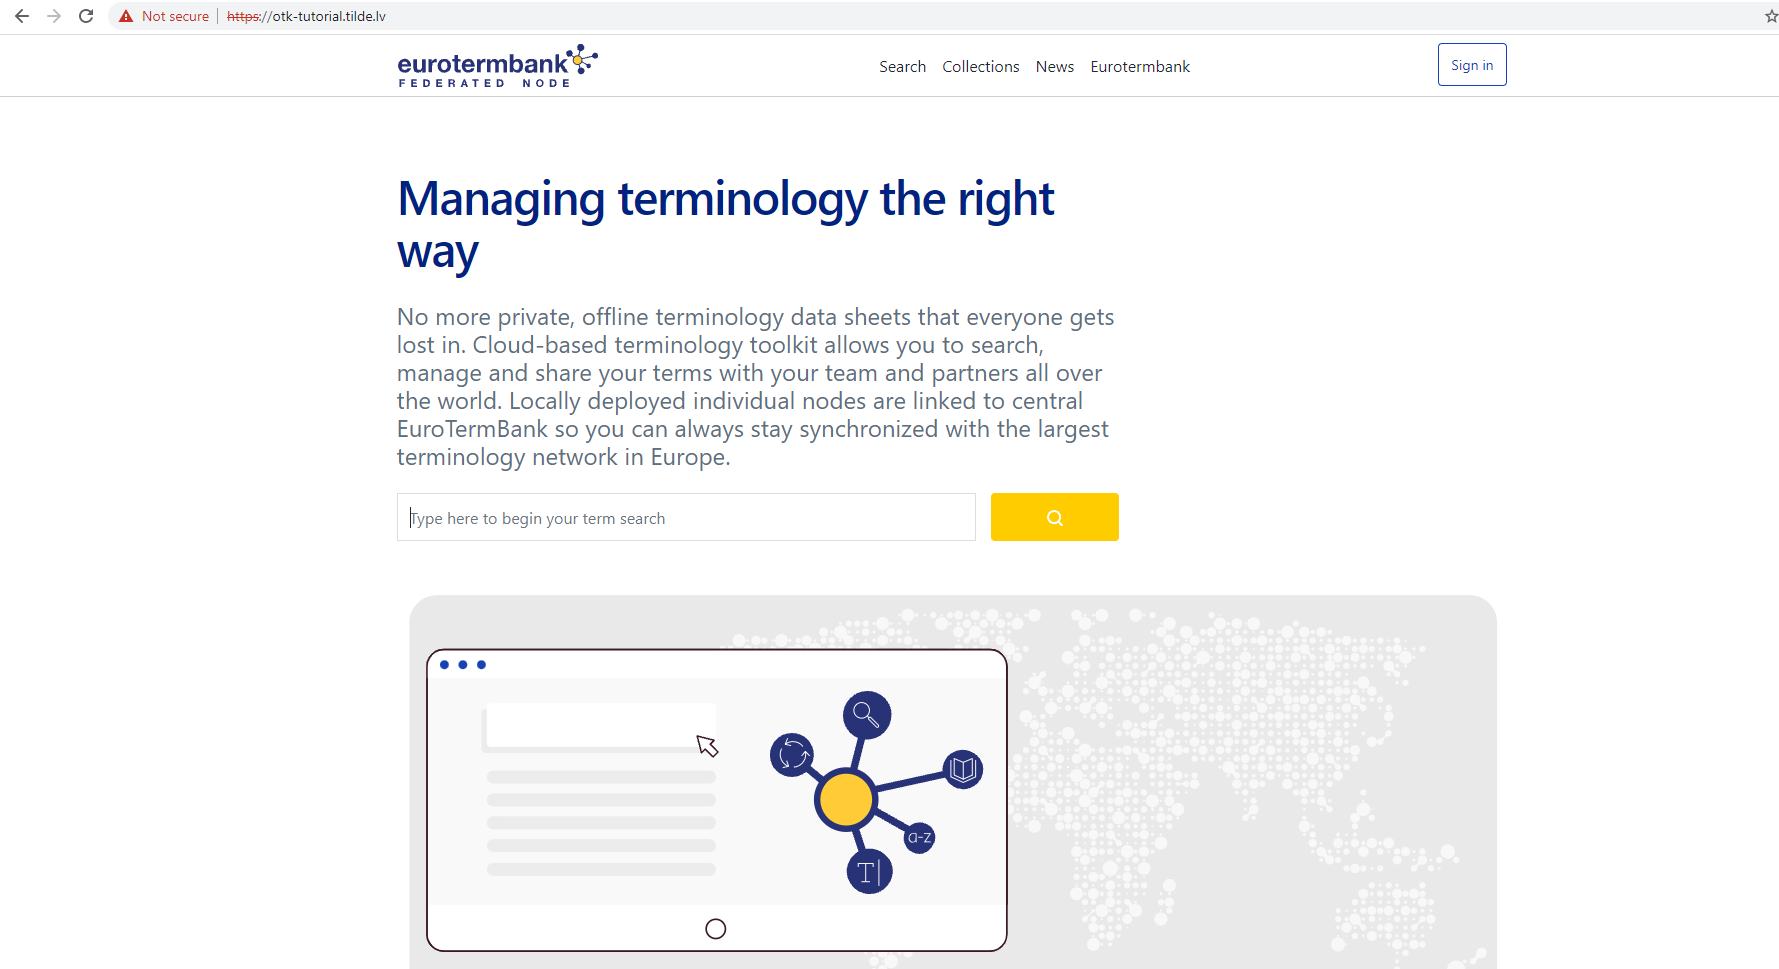 Not secure | https://otk-tutorial.tilde.lv
eurotermbank
FEDERATED NODE
Search Collections News Eurotermbank
Sign in
Managing terminology the right
way
No more private, offline terminology data sheets that everyone gets
lost in. Cloud-based terminology toolkit allows you to search,
manage and share your terms with your team and partners all over
the world. Locally deployed individual nodes are linked to central
EuroTermBank so you can always stay synchronized with the largest
terminology network in Europe.
Type here to begin your term search
a-z
T